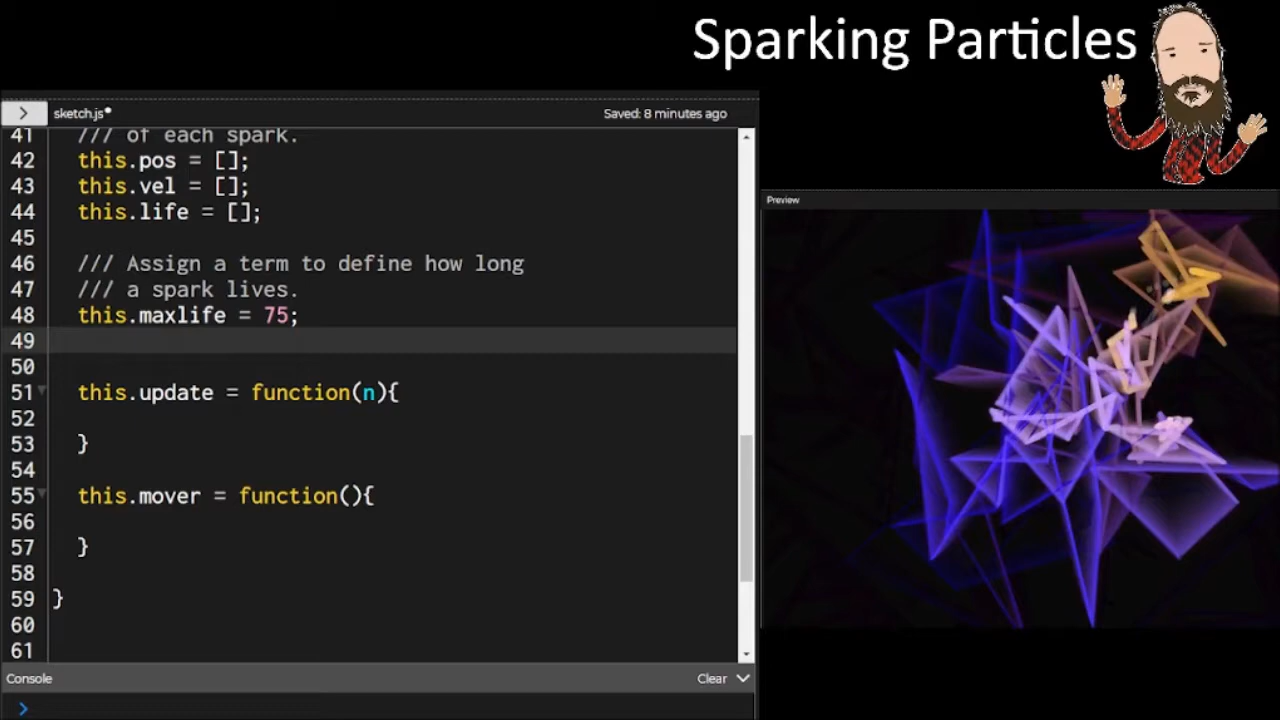 Sparking Particles
sketch.js•
Saved: 8 minutes ago
41 /// of each spark.
42 this.pos = [];
43 this.vel = [];
44 this.life = [];
45
46 /// Assign a term to define how long
47 /// a spark lives.
48 this.maxlife = 75;
49
50
51 this.update = function(n){
52
53 }
54
55 this.mover = function(){
56
57 }
58
59 }
60
61
Console
Clear
>
Preview